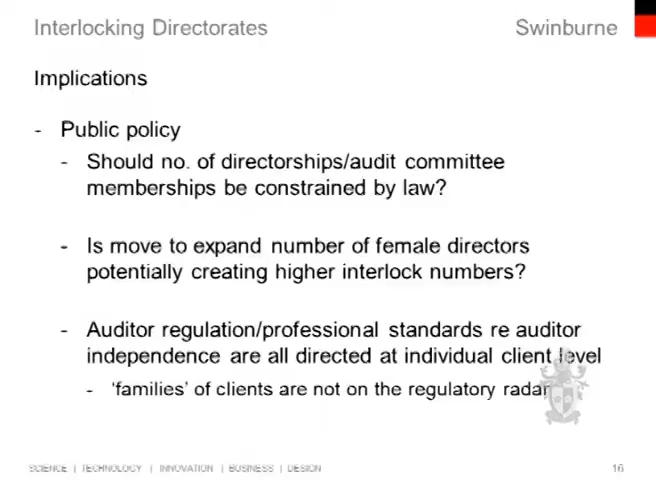 Interlocking Directorates
Swinburne
Implications
- Public policy
- Should no. of directorships/audit committee
memberships be constrained by law?
- Is move to expand number of female directors
potentially creating higher interlock numbers?
- Auditor regulation/professional standards re auditor
independence are all directed at individual client level
- ‘families’ of clients are not on the regulatory radar
SCIENCE | TECHNOLOGY | INNOVATION | BUSINESS | DESIGN
16